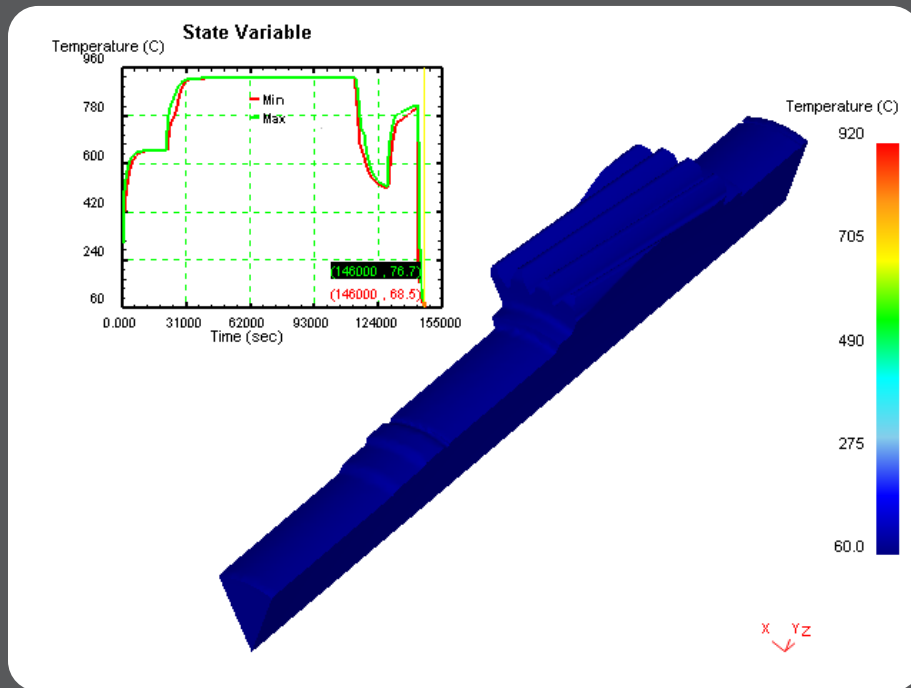 State Variable
Temperature (C)
960
780
600
420
240
60
Min
Max
(146000 , 76.7)
(146000 , 68.5)
0.000 31000 62000 93000 124000 155000
Time (sec)
Temperature (C)
920
705
490
275
60.0
X Y Z